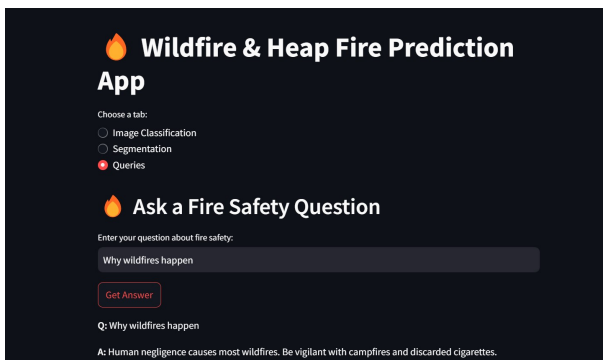 🔥 Wildfire & Heap Fire Prediction
App
Choose a tab:
Image Classification
Segmentation
Queries
🔥 Ask a Fire Safety Question
Enter your question about fire safety:
Why wildfires happen
Get Answer
Q: Why wildfires happen
A: Human negligence causes most wildfires. Be vigilant with campfires and discarded cigarettes.